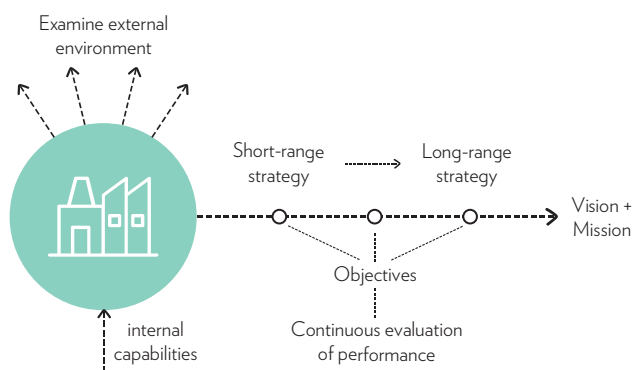 Examine external
environment
Short-range
strategy
Long-range
strategy
Vision +
Mission
Objectives
internal
capabilities
Continuous evaluation
of performance